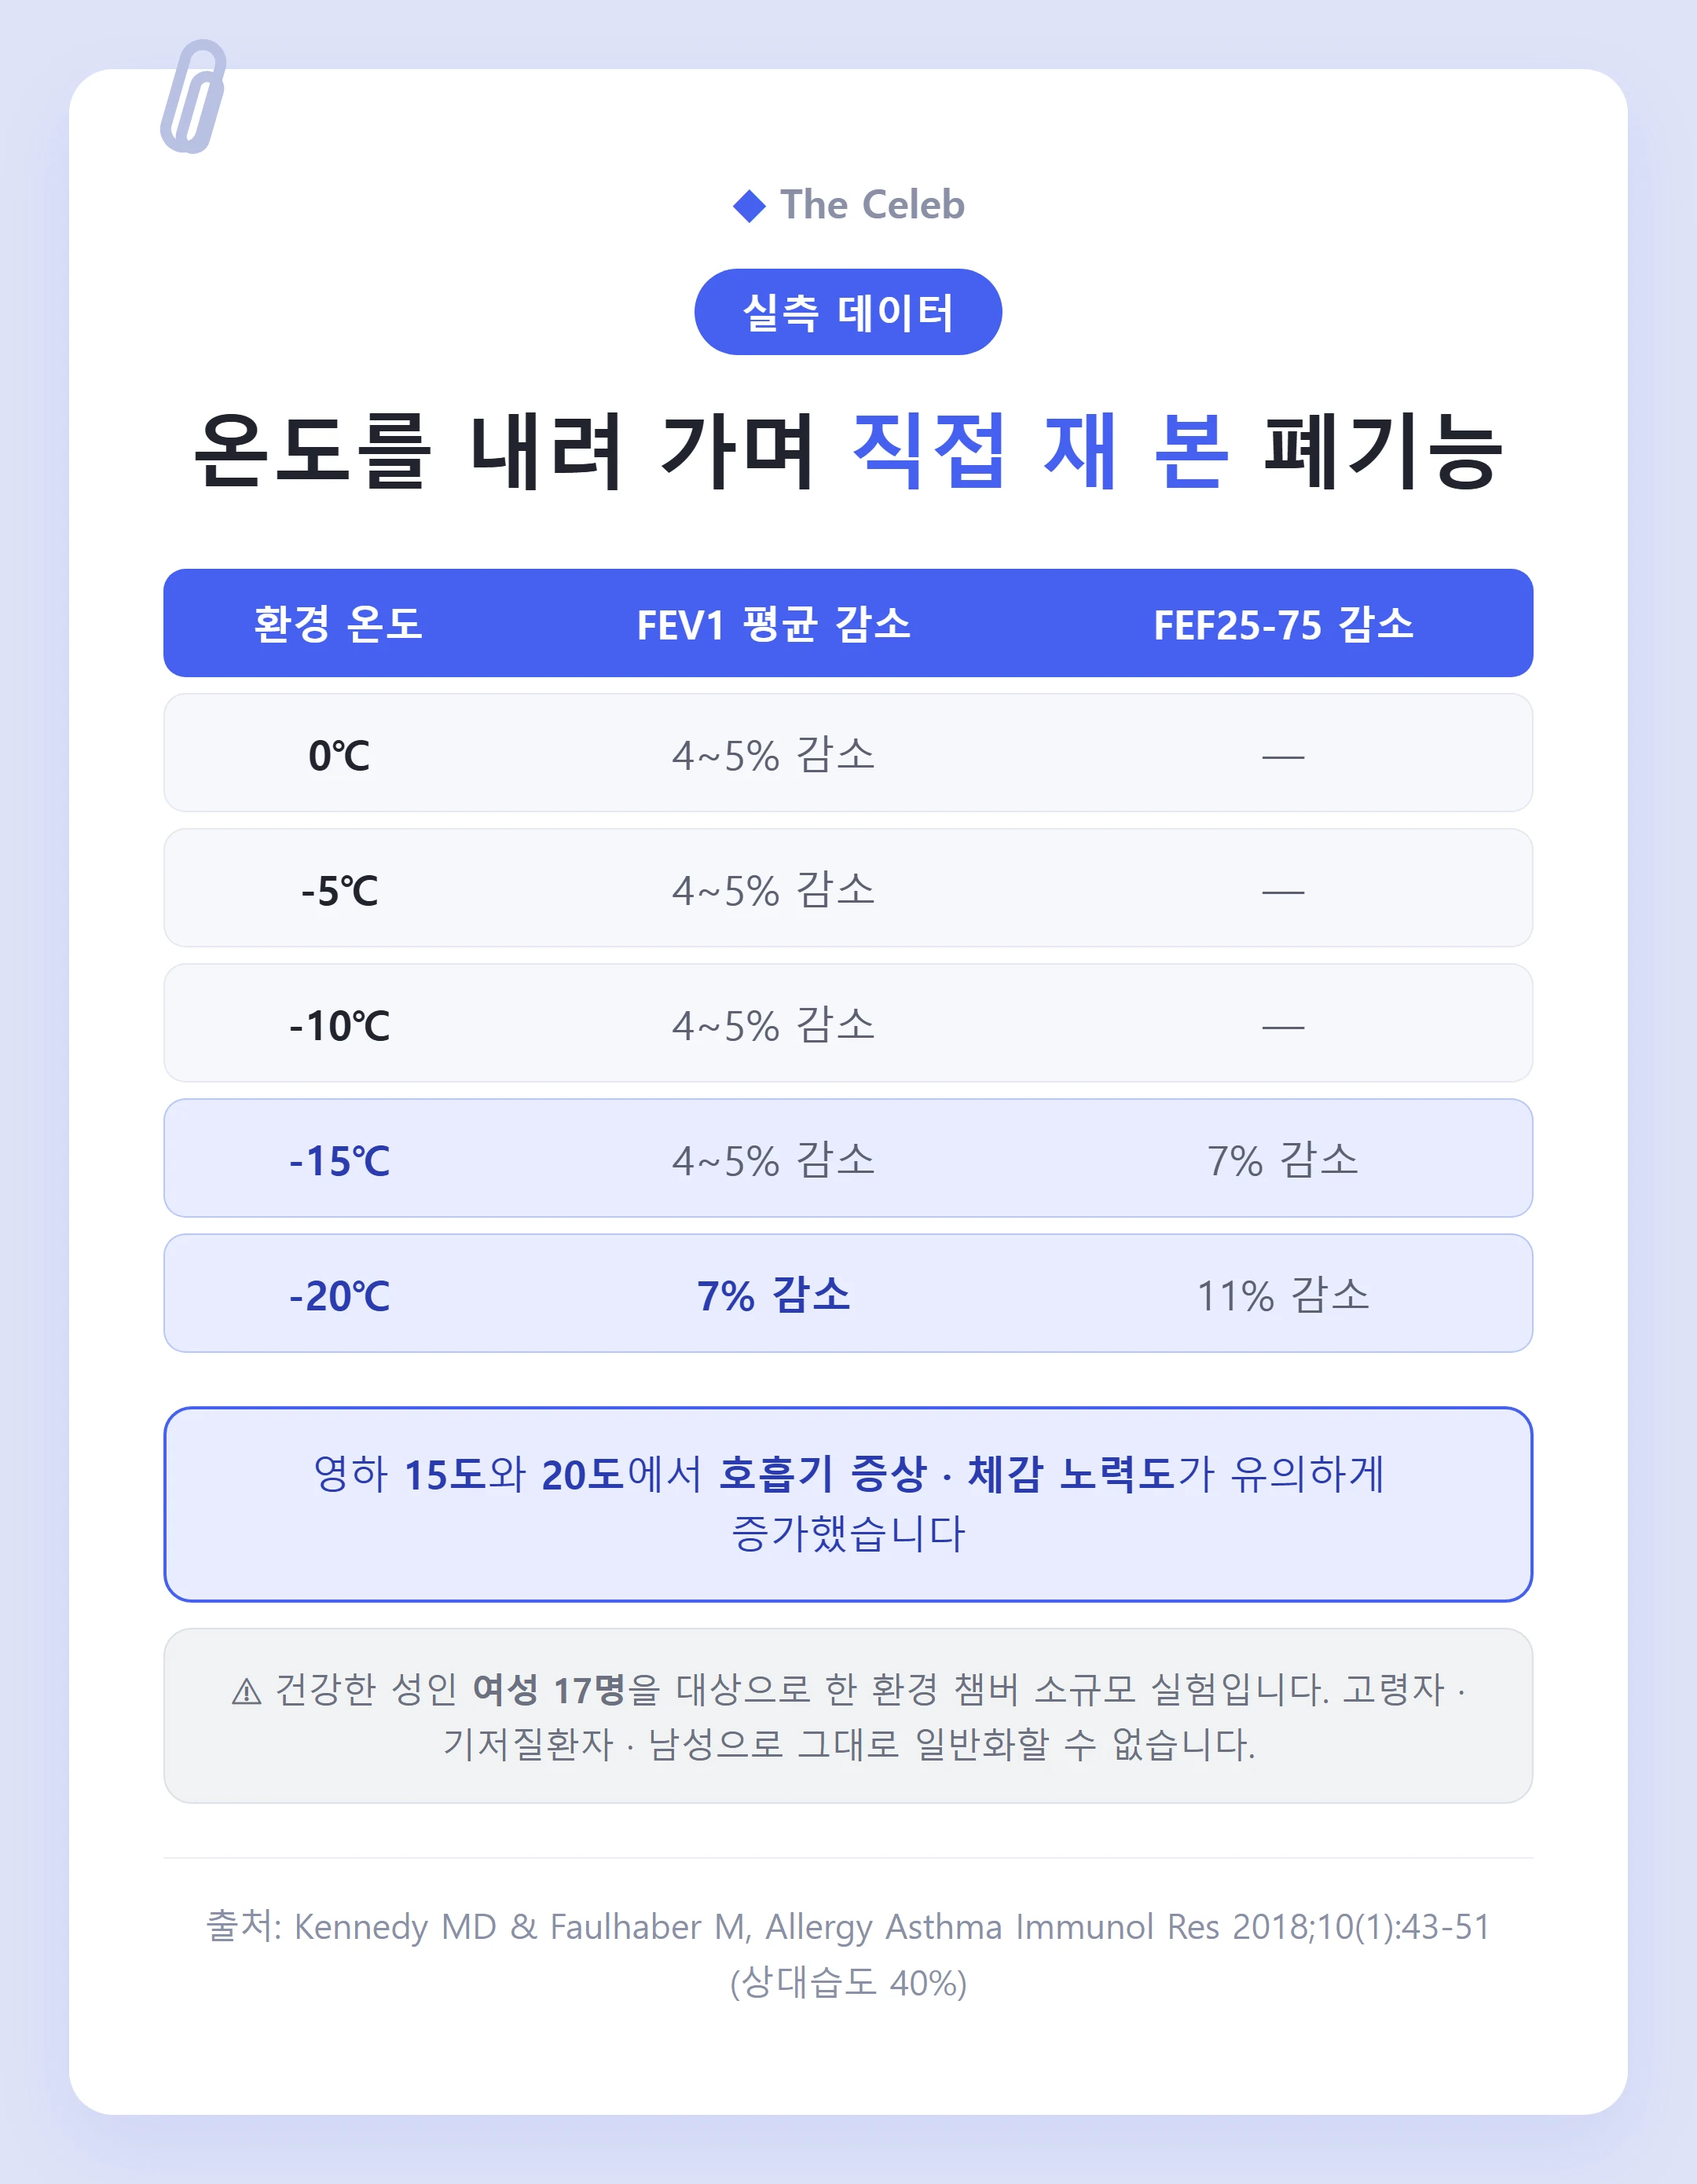 ◆ The Celeb
실측 데이터
온도를 내려 가며 직접 재 본 폐기능
환경 온도 FEV1 평균 감소 FEF25-75 감소
0℃ 4~5% 감소 —
-5℃ 4~5% 감소 —
-10℃ 4~5% 감소 —
-15℃ 4~5% 감소 7% 감소
-20℃ 7% 감소 11% 감소
영하 15도와 20도에서 호흡기 증상 · 체감 노력도가 유의하게
증가했습니다
⚠ 건강한 성인 여성 17명을 대상으로 한 환경 챔버 소규모 실험입니다. 고령자 ·
기저질환자 · 남성으로 그대로 일반화할 수 없습니다.
출처: Kennedy MD & Faulhaber M, Allergy Asthma Immunol Res 2018;10(1):43-51
(상대습도 40%)